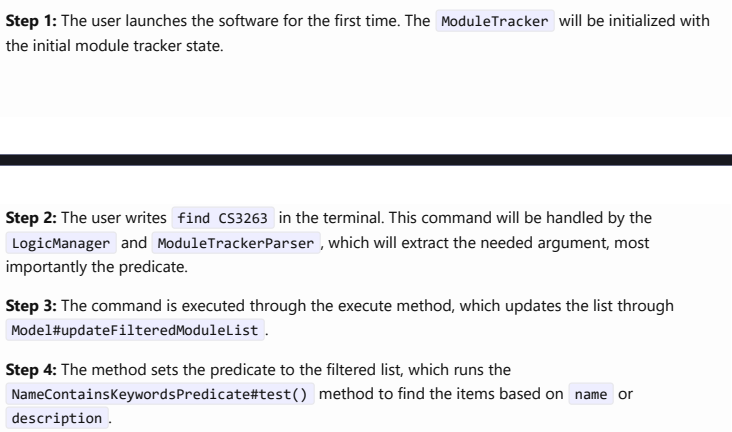 Step 1: The user launches the software for the first time. The ModuleTracker will be initialized with
the initial module tracker state.
Step 2: The user writes find CS3263 in the terminal. This command will be handled by the
LogicManager and ModuleTrackerParser , which will extract the needed argument, most
importantly the predicate.
Step 3: The command is executed through the execute method, which updates the list through
Model#updateFilteredModuleList .
Step 4: The method sets the predicate to the filtered list, which runs the
NameContainsKeywordsPredicate#test() method to find the items based on name or
description .